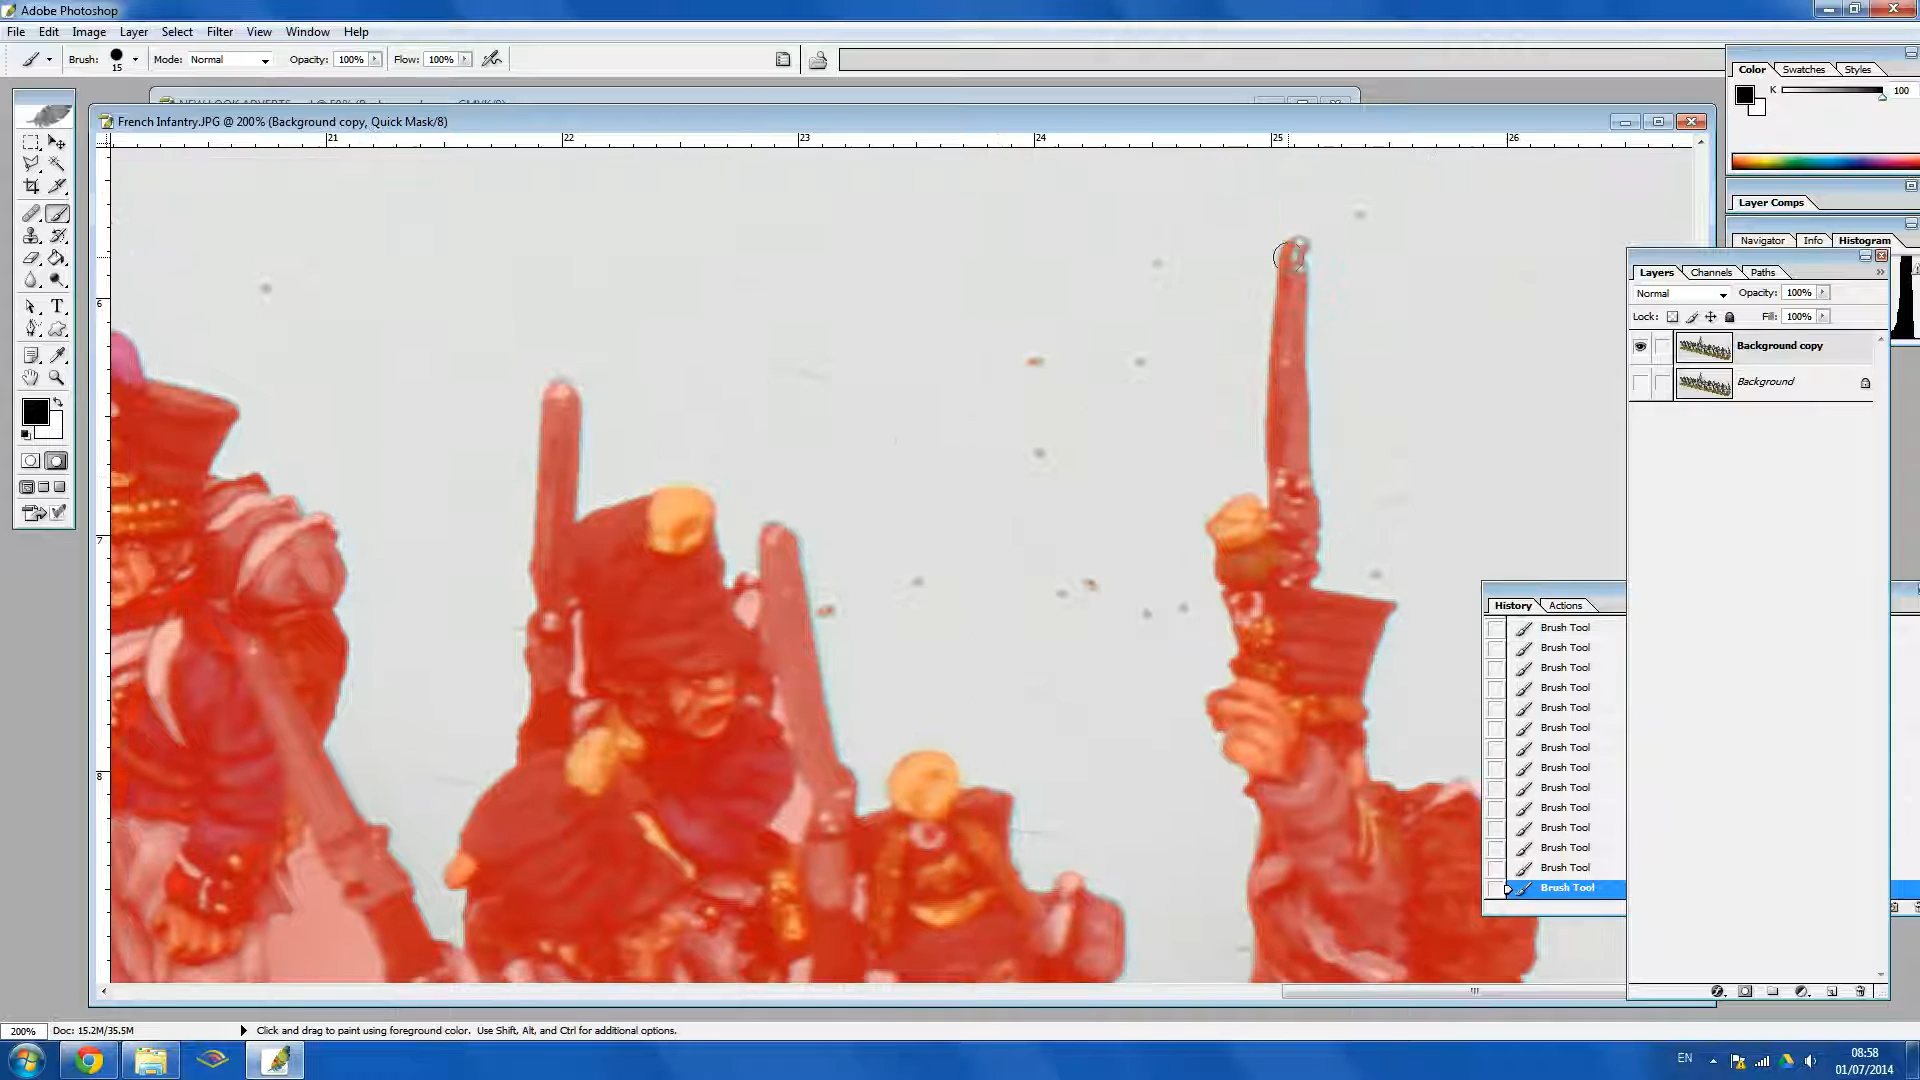 Adobe Photoshop
File Edit Image Layer Select Filter View Window Help
Brush: 15 Mode: Normal Opacity: 100% Flow: 100%
Color Swatches Styles
K 100
French Infantry.JPG @ 200% (Background copy, Quick Mask/8)
21 22 23 24 25 26
6
7
8
Layer Comps
Navigator Info Histogram
Layers Channels Paths
Normal Opacity: 100%
Lock: Fill: 100%
Background copy
Background
History Actions
Brush Tool
Brush Tool
Brush Tool
Brush Tool
Brush Tool
Brush Tool
Brush Tool
Brush Tool
Brush Tool
Brush Tool
Brush Tool
Brush Tool
Brush Tool
Brush Tool
200% Doc: 15.2M/35.5M Click and drag to paint using foreground color. Use Shift, Alt, and Ctrl for additional options.
EN 08:58
01/07/2014